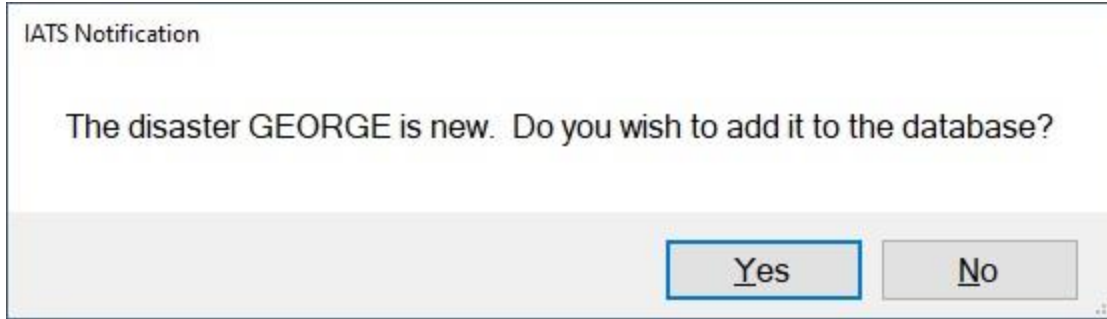 IATS Notification
The disaster GEORGE is new.  Do you wish to add it to the database?
Yes
No